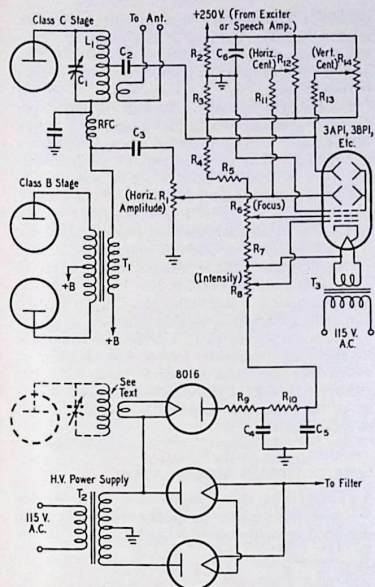 Class C Stage
To Ant.
+250 V. (From Exciter
or Speech Amp.)
L₁
C₁
C₂
R₂
C₆
(Horiz.
Cent)
R₁₂
(Vert.
Cent)
R₁₄
R₃
R₁₁
R₁₃
RFC
C₃
3AP1, 3BP1,
Etc.
R₄
R₅
Class B Stage
(Horiz. R₁
Amplitude)
R₆
(Focus)
R₇
T₁
+B
+B
(Intensity)
R₈
T₃
115 V.
A.C.
See
Text
8016
R₉
R₁₀
C₄
C₅
H.V. Power Supply
T₂
115 V.
A.C.
To Filter